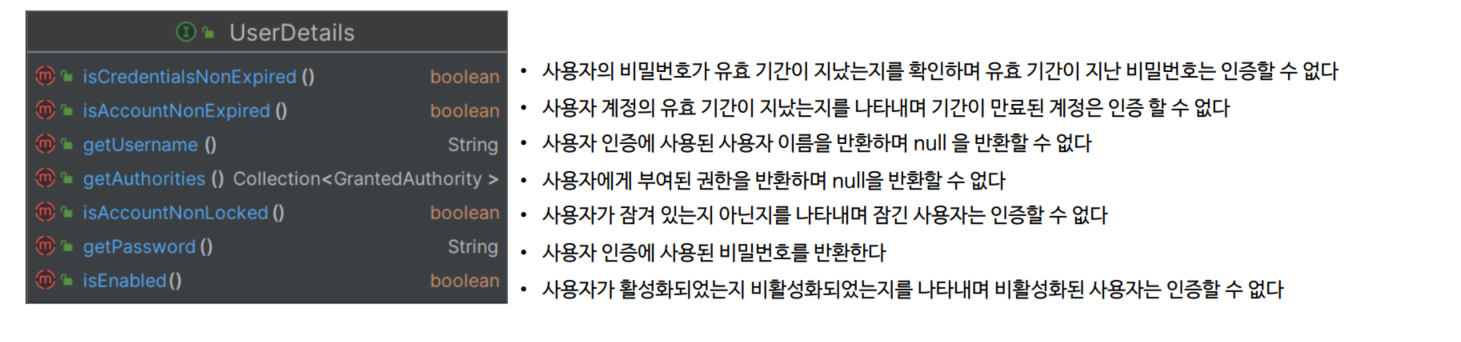 UserDetails
isCredentialsNonExpired () boolean • 사용자의 비밀번호가 유효 기간이 지났는지를 확인하며 유효 기간이 지난 비밀번호는 인증할 수 없다
isAccountNonExpired () boolean • 사용자 계정의 유효 기간이 지났는지를 나타내며 기간이 만료된 계정은 인증 할 수 없다
getUsername () String • 사용자 인증에 사용된 사용자 이름을 반환하며 null 을 반환할 수 없다
getAuthorities () Collection<GrantedAuthority > • 사용자에게 부여된 권한을 반환하며 null을 반환할 수 없다
isAccountNonLocked () boolean • 사용자가 잠겨 있는지 아닌지를 나타내며 잠긴 사용자는 인증할 수 없다
getPassword () String • 사용자 인증에 사용된 비밀번호를 반환한다
isEnabled() boolean • 사용자가 활성화되었는지 비활성화되었는지를 나타내며 비활성화된 사용자는 인증할 수 없다